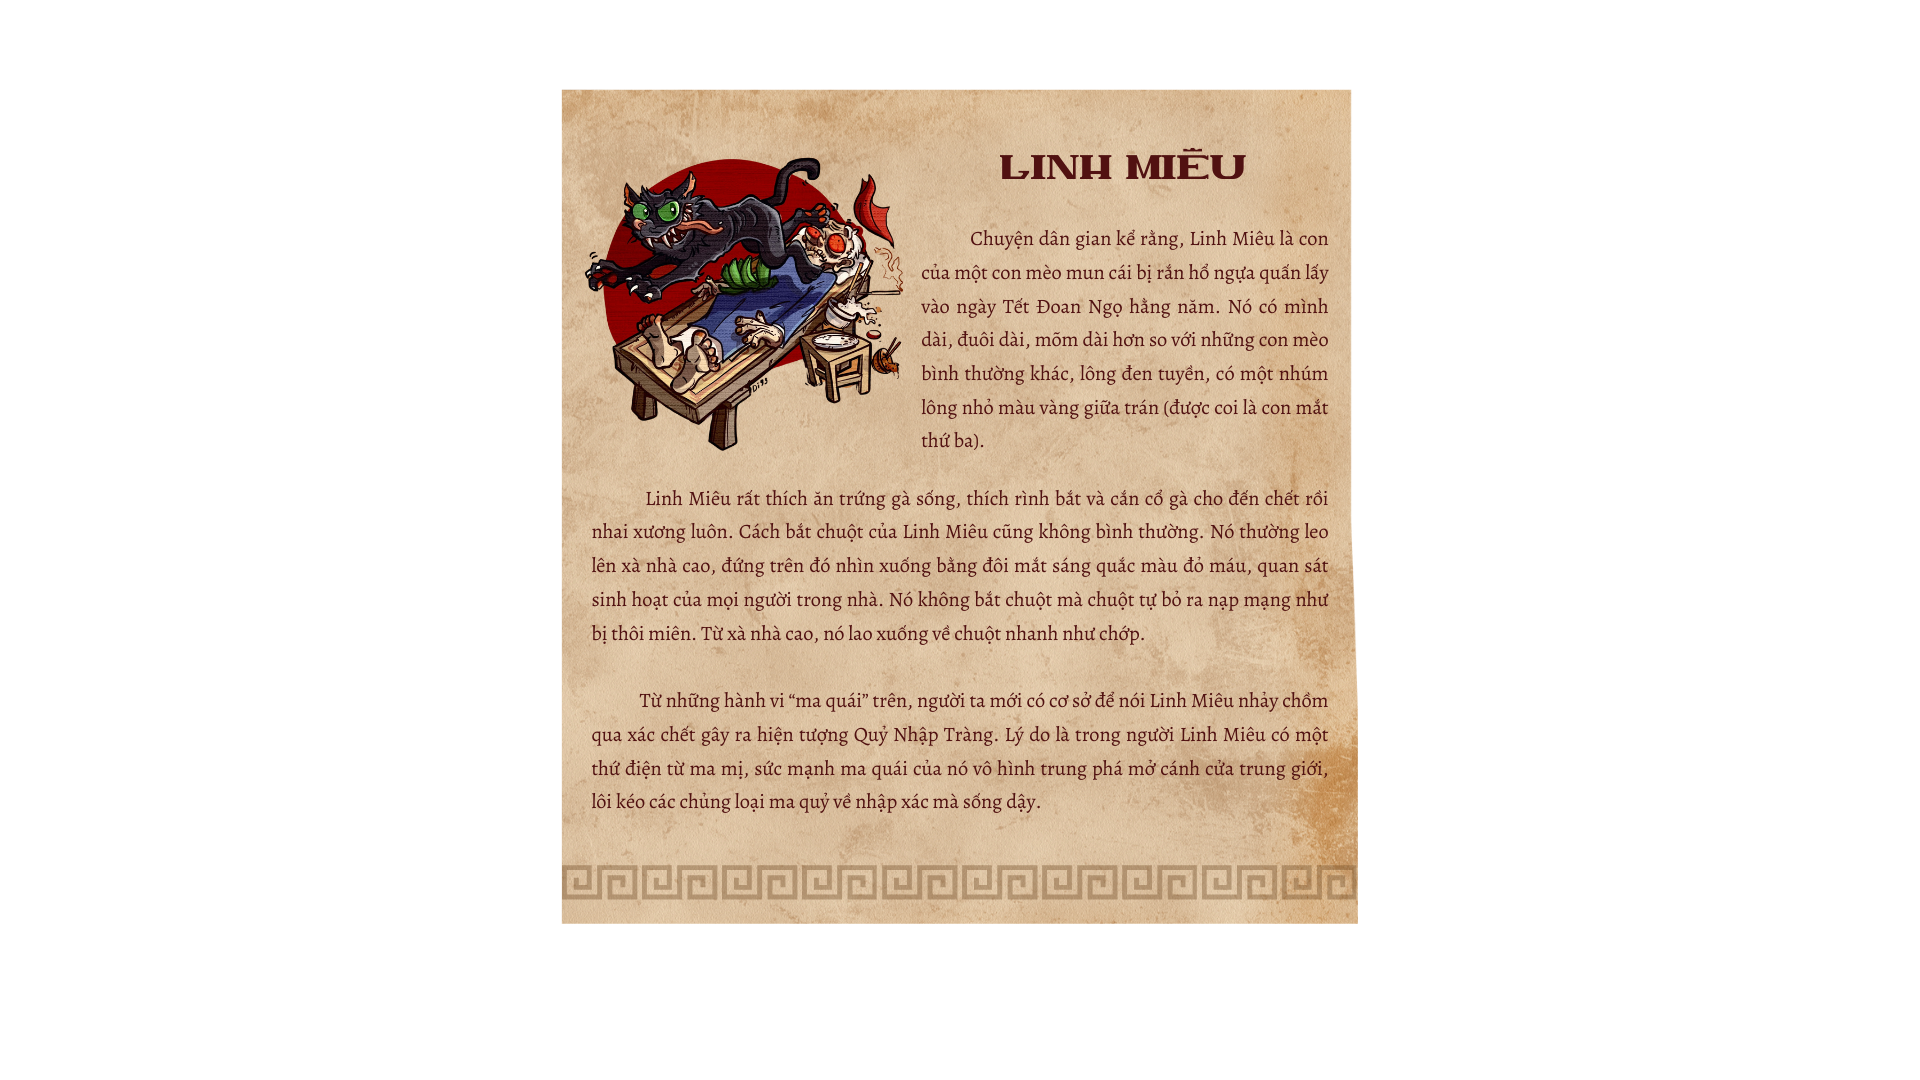 LINH MIÊU
Chuyện dân gian kể rằng, Linh Miêu là con
của một con mèo mun cái bị rắn hổ ngựa quấn lấy
vào ngày Tết Đoan Ngọ hằng năm. Nó có mình
dài, đuôi dài, mõm dài hơn so với những con mèo
bình thường khác, lông đen tuyền, có một nhúm
lông nhỏ màu vàng giữa trán (được coi là con mắt
thứ ba).
Linh Miêu rất thích ăn trứng gà sống, thích rình bắt và cắn cổ gà cho đến chết rồi
nhai xương luôn. Cách bắt chuột của Linh Miêu cũng không bình thường. Nó thường leo
lên xà nhà cao, đứng trên đó nhìn xuống bằng đôi mắt sáng quắc màu đỏ máu, quan sát
sinh hoạt của mọi người trong nhà. Nó không bắt chuột mà chuột tự bỏ ra nạp mạng như
bị thôi miên. Từ xà nhà cao, nó lao xuống về chuột nhanh như chớp.
Từ những hành vi “ma quái” trên, người ta mới có cơ sở để nói Linh Miêu nhảy chồm
qua xác chết gây ra hiện tượng Quỷ Nhập Tràng. Lý do là trong người Linh Miêu có một
thứ điện từ ma mị, sức mạnh ma quái của nó vô hình trung phá mở cánh cửa trung giới,
lôi kéo các chủng loại ma quỷ về nhập xác mà sống dậy.